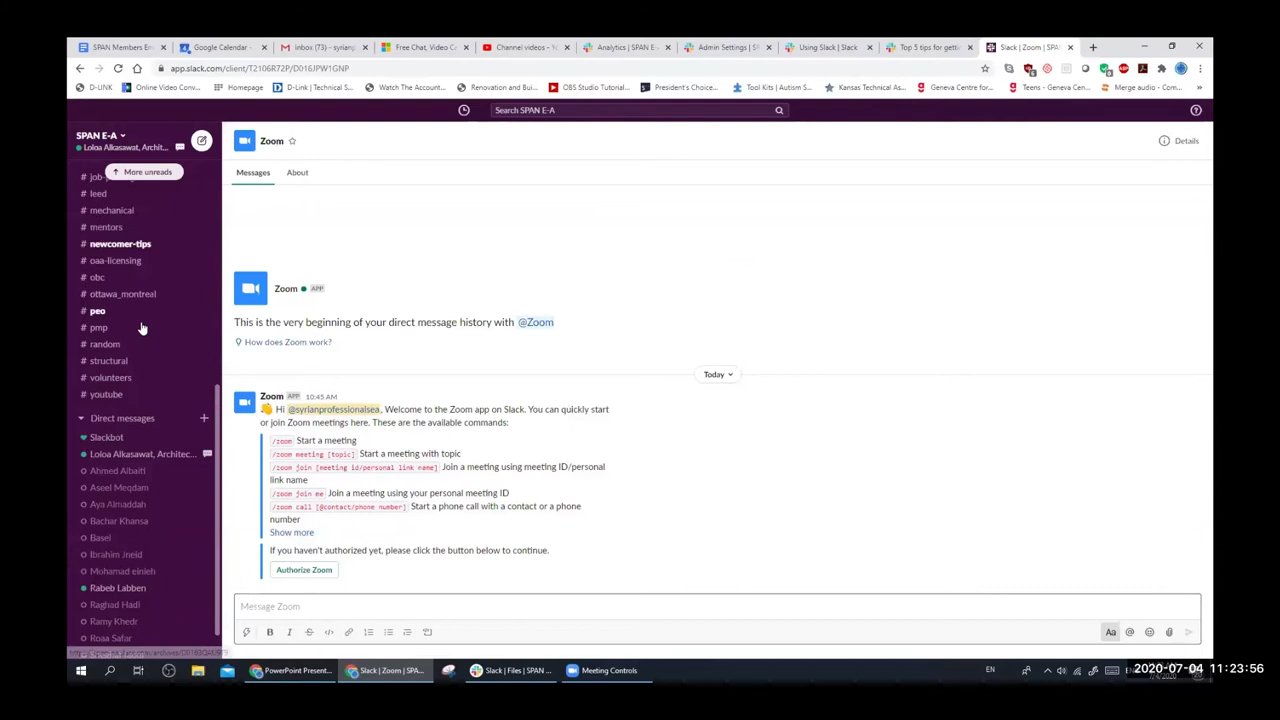 SPAN Members En
Google Calendar -
inbox (73) - syrianp
Free Chat, Video C
Channel videos - Y
Analytics | SPAN E-A
Admin Settings | S
Using Slack | Slack
Top 5 tips for getti
Slack | Zoom | SPA
app.slack.com/client/T2106R72P/D016JPW1GNP
D-LINK
Online Video Conv...
Homepage
D-Link | Technical S...
Watch The Account...
Renovation and Bui...
OBS Studio Tutorial...
President's Choice...
Tool Kits | Autism S...
Kansas Technical As...
Geneva Centre for...
Teens - Geneva Cen...
Merge audio – Com...
Search SPAN E-A
SPAN E-A
Loloa Alkasawat, Archit...
More unreads
# leed
# mechanical
# mentors
# newcomer-tips
# oaa-licensing
# obc
# ottawa_montreal
# peo
# pmp
# random
# structural
# volunteers
# youtube
Direct messages +
Slackbot
Loloa Alkasawat, Architec...
Ahmed Albaiti
Aseel Meqdam
Aya Almaddah
Bachar Khansa
Basel
Ibrahim Jneid
Mohamad einieh
Rabeb Labben
Raghad Hadi
Ramy Khedr
Roaa Safar
Zoom
Details
Messages
About
Zoom APP
This is the very beginning of your direct message history with @Zoom
How does Zoom work?
Today
Zoom APP 10:45 AM
Hi @syrianprofessionalsea, Welcome to the Zoom app on Slack. You can quickly start
or join Zoom meetings here. These are the available commands:
/zoom Start a meeting
/zoom meeting [topic] Start a meeting with topic
/zoom join [meeting id/personal link name] Join a meeting using meeting ID/personal
link name
/zoom join me Join a meeting using your personal meeting ID
/zoom call [@contact/phone number] Start a phone call with a contact or a phone
number
Show more
If you haven't authorized yet, please click the button below to continue.
Authorize Zoom
Message Zoom
B I
Aa
PowerPoint Present...
Slack | Zoom | SPA...
Slack | Files | SPAN ...
Meeting Controls
EN
2020-07-04 11:23:56